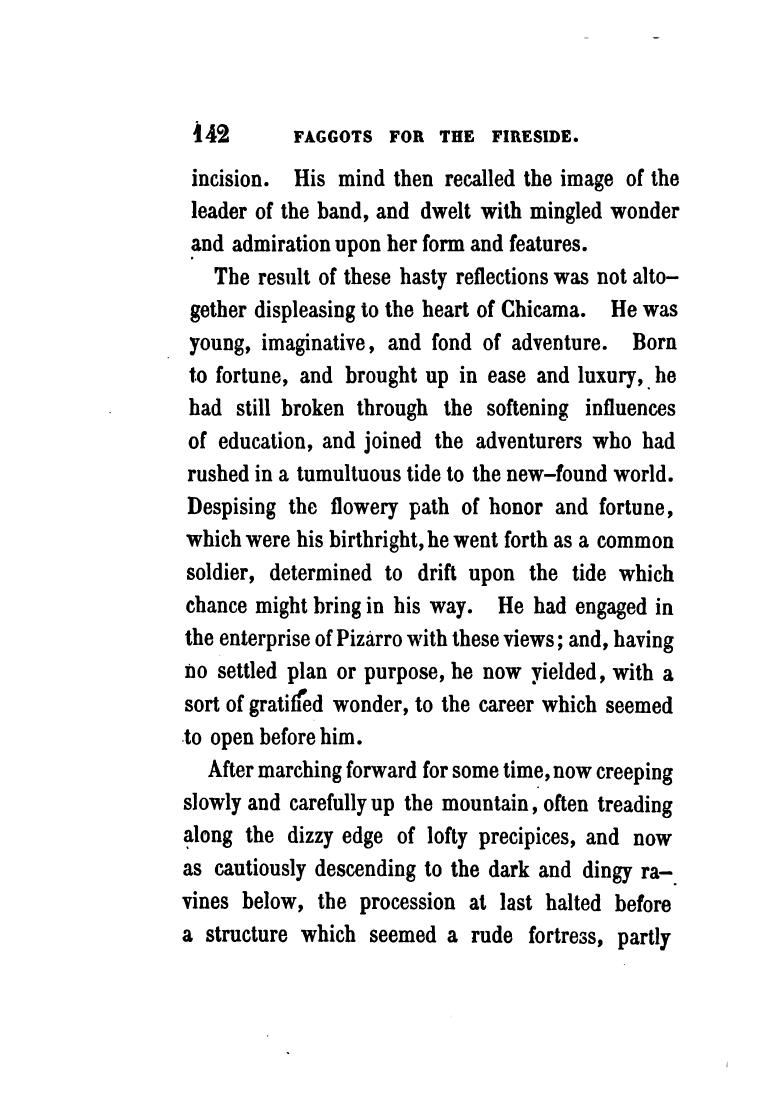 142 FAGGOTS FOR THE FIRESIDE.
incision. His mind then recalled the image of the
leader of the band, and dwelt with mingled wonder
and admiration upon her form and features.
The result of these hasty reflections was not alto-
gether displeasing to the heart of Chicama. He was
young, imaginative, and fond of adventure. Born
to fortune, and brought up in ease and luxury, he
had still broken through the softening influences
of education, and joined the adventurers who had
rushed in a tumultuous tide to the new-found world.
Despising the flowery path of honor and fortune,
which were his birthright, he went forth as a common
soldier, determined to drift upon the tide which
chance might bring in his way. He had engaged in
the enterprise of Pizarro with these views; and, having
no settled plan or purpose, he now yielded, with a
sort of gratified wonder, to the career which seemed
to open before him.
After marching forward for some time, now creeping
slowly and carefully up the mountain, often treading
along the dizzy edge of lofty precipices, and now
as cautiously descending to the dark and dingy ra-
vines below, the procession at last halted before
a structure which seemed a rude fortress, partly